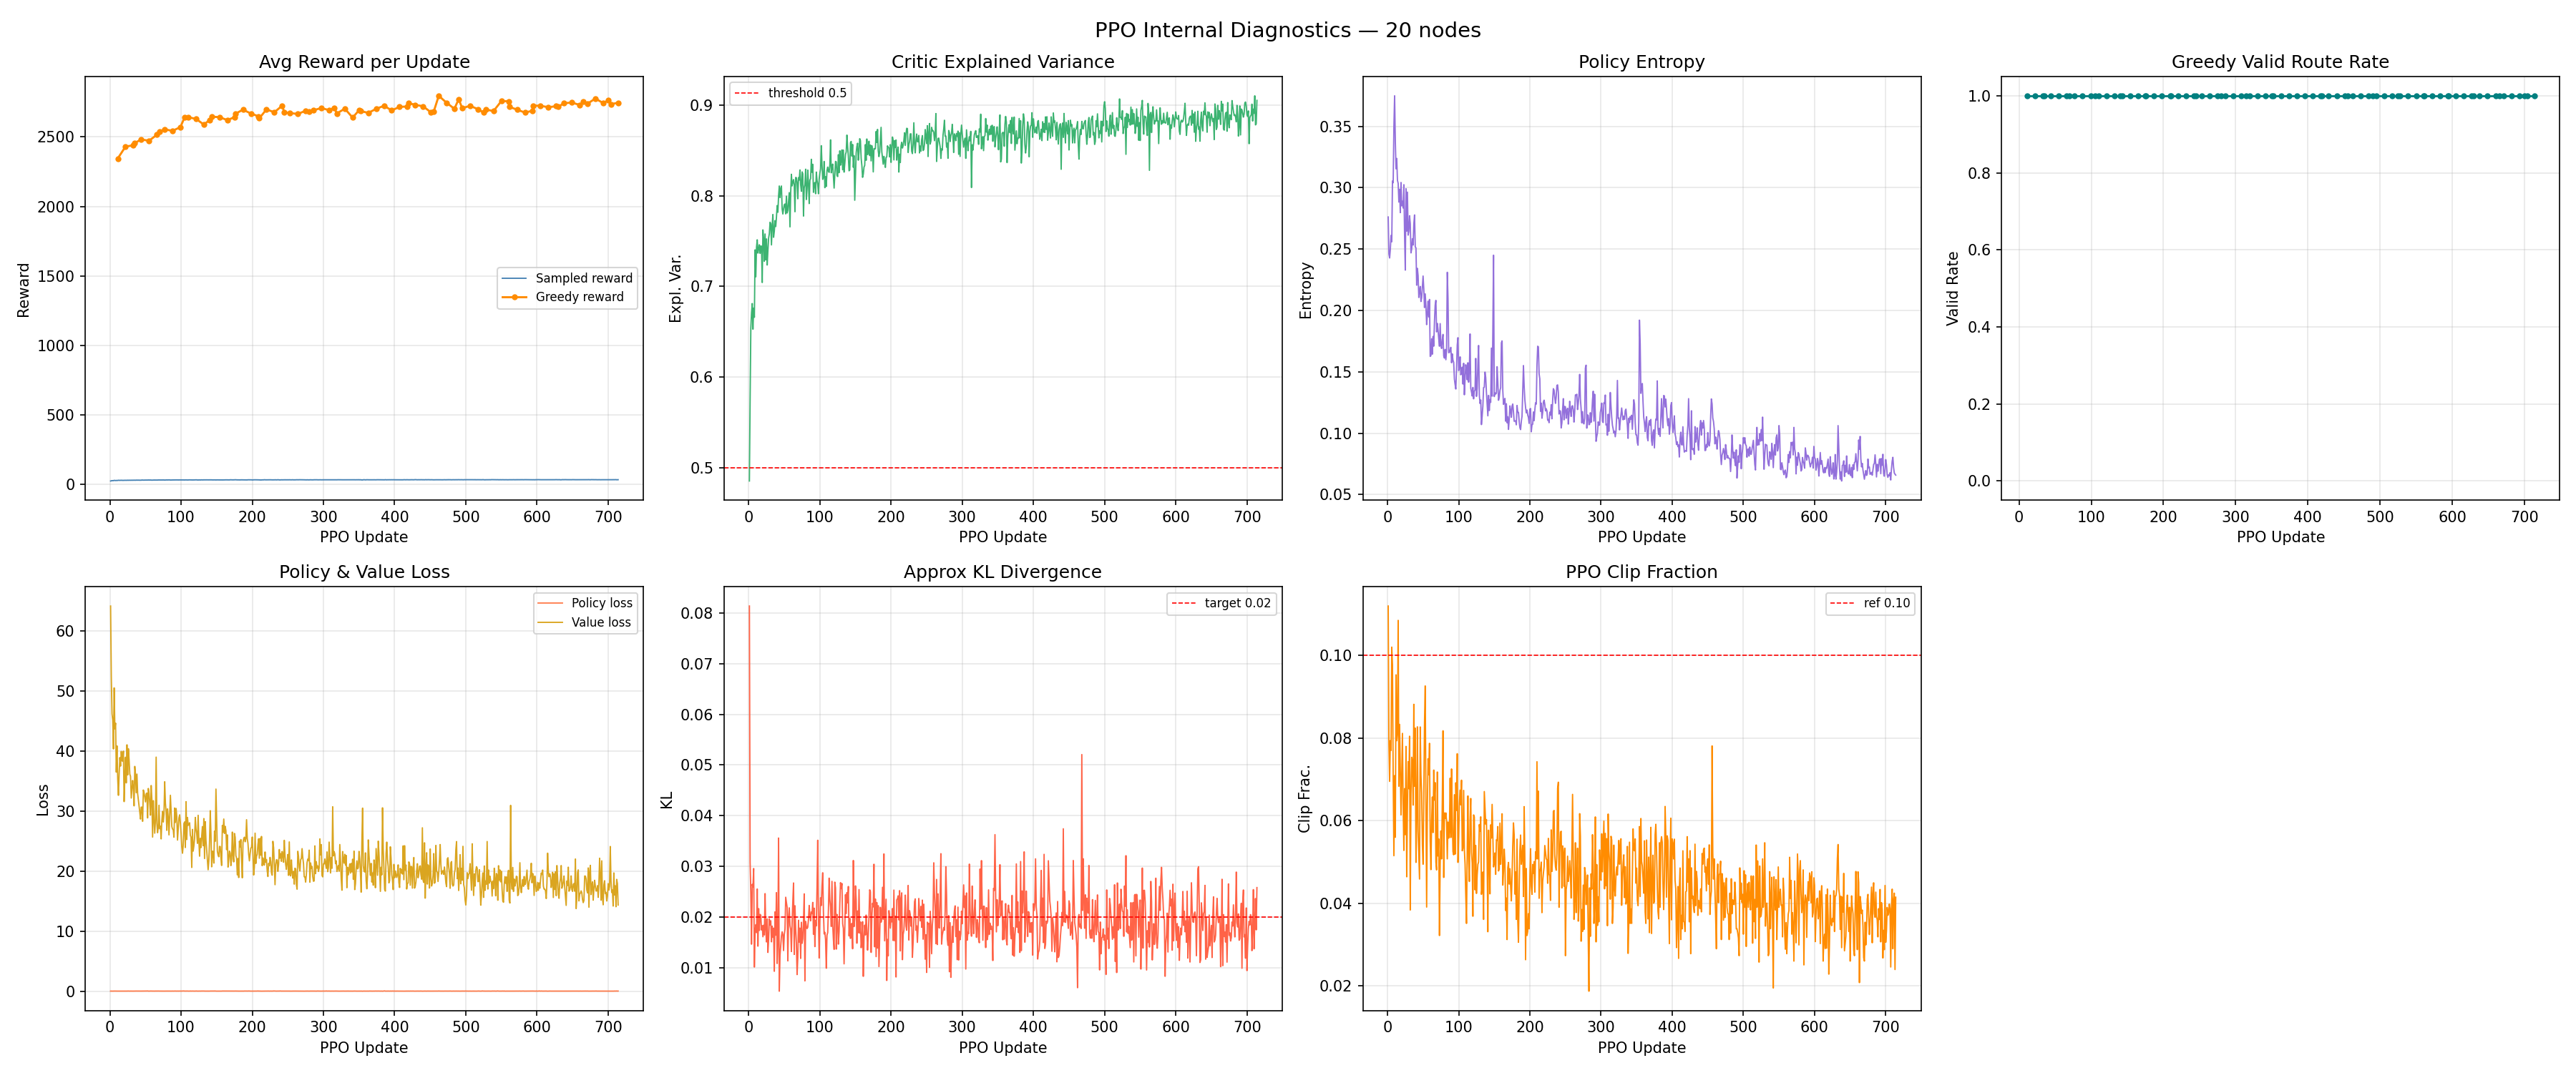 PPO Internal Diagnostics — 20 nodes
Avg Reward per Update
Reward
2500
2000
1500
1000
500
0
Sampled reward
Greedy reward
0 100 200 300 400 500 600 700
PPO Update
Critic Explained Variance
Expl. Var.
threshold 0.5
0.9
0.8
0.7
0.6
0.5
0 100 200 300 400 500 600 700
PPO Update
Policy Entropy
Entropy
0.35
0.30
0.25
0.20
0.15
0.10
0.05
0 100 200 300 400 500 600 700
PPO Update
Greedy Valid Route Rate
Valid Rate
1.0
0.8
0.6
0.4
0.2
0.0
0 100 200 300 400 500 600 700
PPO Update
Policy & Value Loss
Loss
Policy loss
Value loss
60
50
40
30
20
10
0
0 100 200 300 400 500 600 700
PPO Update
Approx KL Divergence
KL
target 0.02
0.08
0.07
0.06
0.05
0.04
0.03
0.02
0.01
0 100 200 300 400 500 600 700
PPO Update
PPO Clip Fraction
Clip Frac.
ref 0.10
0.10
0.08
0.06
0.04
0.02
0 100 200 300 400 500 600 700
PPO Update